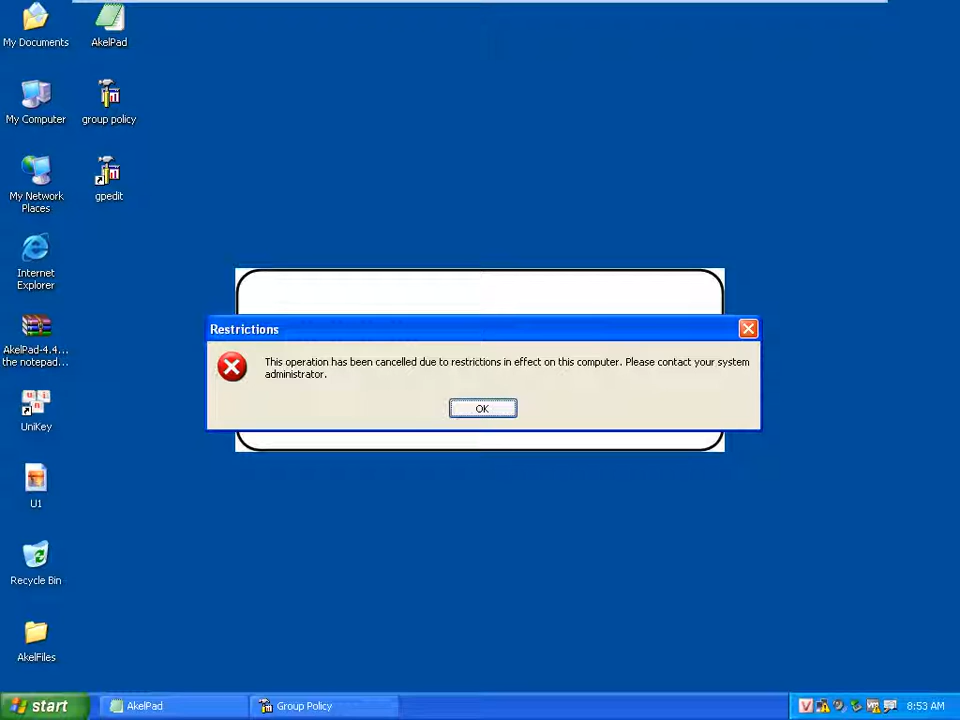 My Documents
AkelPad
My Computer
group policy
My Network
Places
gpedit
Internet
Explorer
AkelPad-4.4...
the notepad...
UniKey
U1
Recycle Bin
AkelFiles
Restrictions
This operation has been cancelled due to restrictions in effect on this computer. Please contact your system
administrator.
OK
start
AkelPad
Group Policy
V
8:53 AM